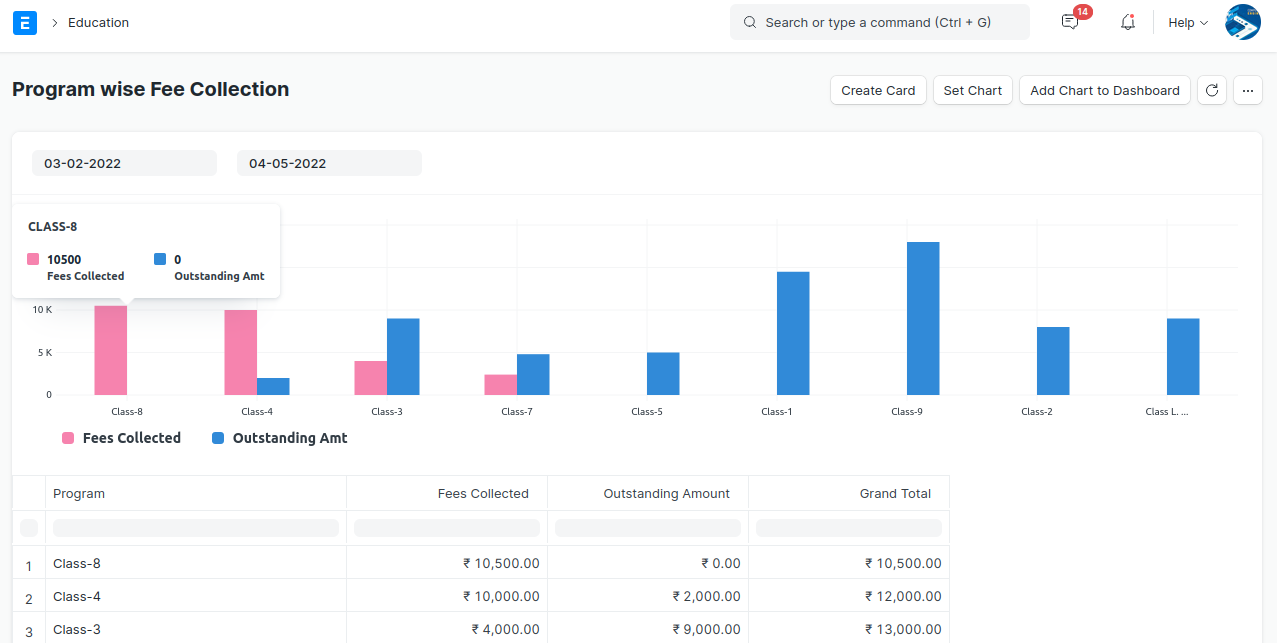 E
Education
Search or type a command (Ctrl + G)
14
Help
Program wise Fee Collection
Create Card
Set Chart
Add Chart to Dashboard
...
03-02-2022
04-05-2022
CLASS-8
10500
Fees Collected
0
Outstanding Amt
10 K
5 K
0
Class-8 Class-4 Class-3 Class-7 Class-5 Class-1 Class-9 Class-2 Class L. ...
Fees Collected Outstanding Amt
Program Fees Collected Outstanding Amount Grand Total
1 Class-8 ₹ 10,500.00 ₹ 0.00 ₹ 10,500.00
2 Class-4 ₹ 10,000.00 ₹ 2,000.00 ₹ 12,000.00
3 Class-3 ₹ 4,000.00 ₹ 9,000.00 ₹ 13,000.00